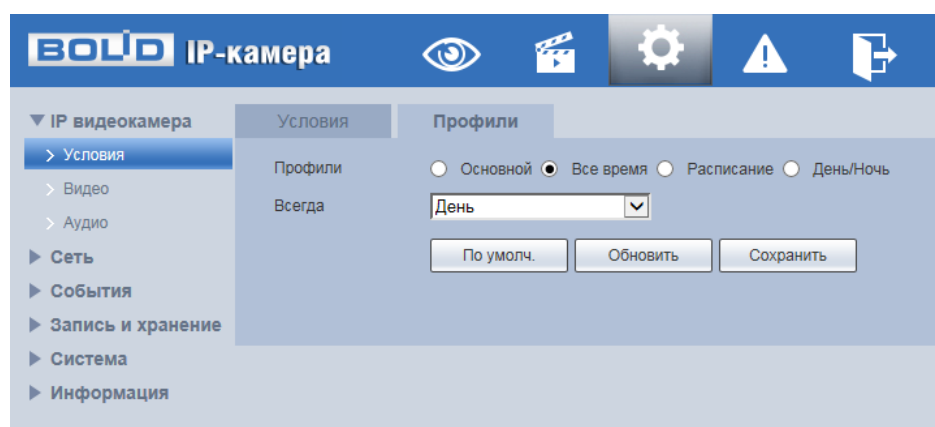 BOLID IP-камера
IP видеокамера
Условия
Видео
Аудио
Сеть
События
Запись и хранение
Система
Информация
Условия Профили
Профили Основной Все время Расписание День/Ночь
Всегда День
По умолч. Обновить Сохранить